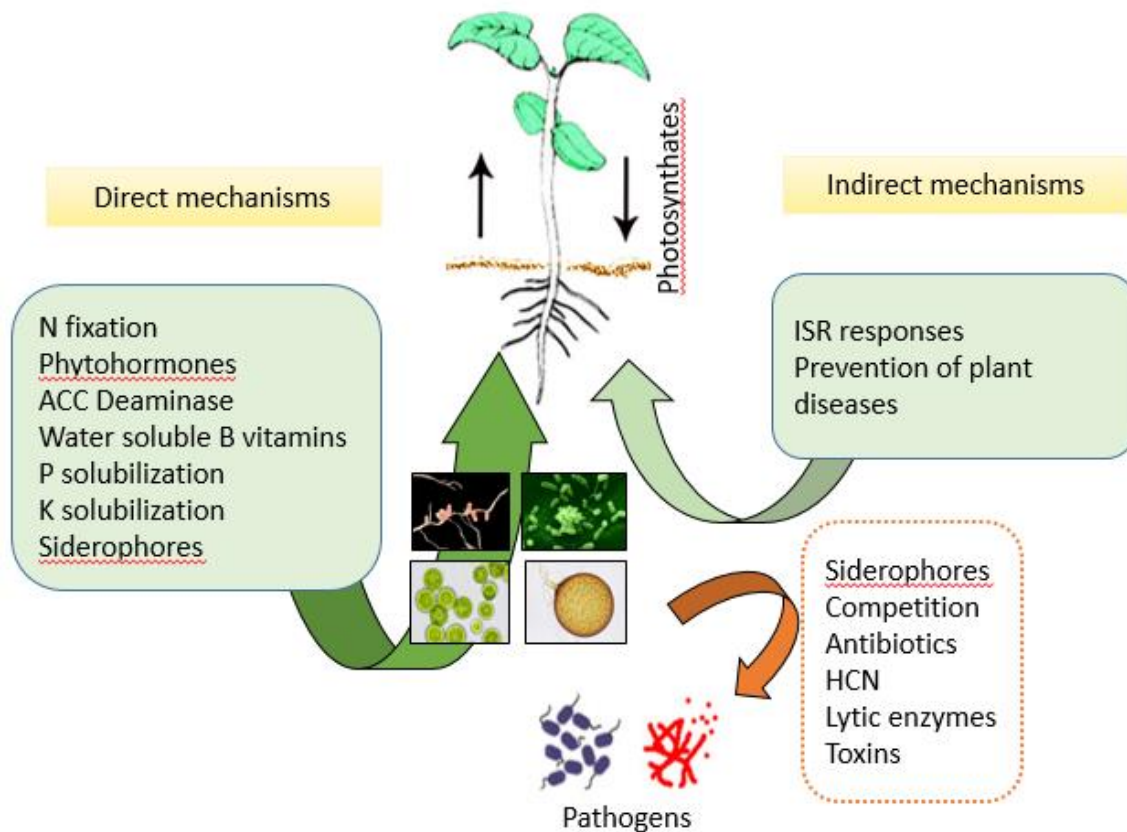 Direct mechanisms
N fixation
Phytohormones
ACC Deaminase
Water soluble B vitamins
P solubilization
K solubilization
Siderophores
Photosynthates
Indirect mechanisms
ISR responses
Prevention of plant
diseases
Siderophores
Competition
Antibiotics
HCN
Lytic enzymes
Toxins
Pathogens